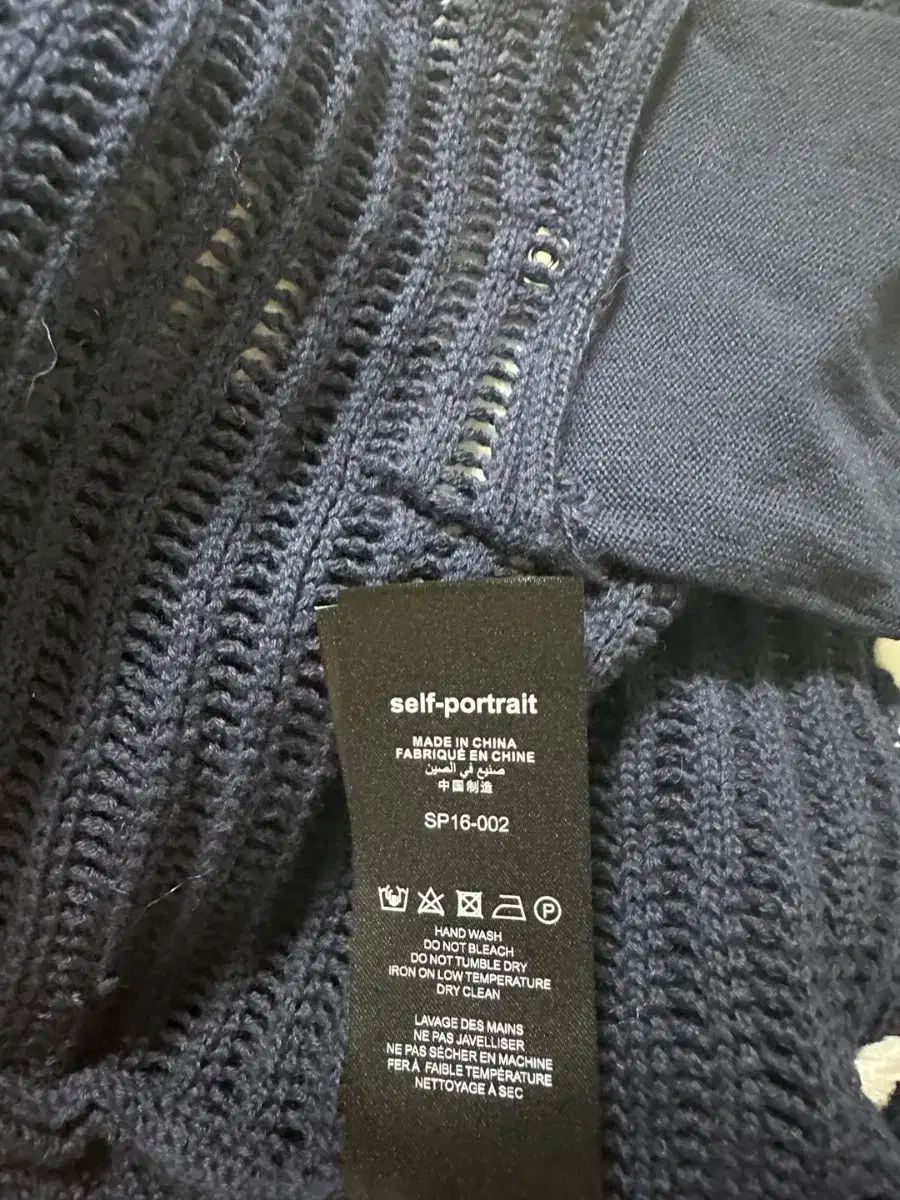 self-portrait
MADE IN CHINA
FABRIQUÉ EN CHINE
صنيع في الصين
中国制造
SP16-002
P
HAND WASH
DO NOT BLEACH
DO NOT TUMBLE DRY
IRON ON LOW TEMPERATURE
DRY CLEAN
LAVAGE DES MAINS
NE PAS JAVELLISER
NE PAS SÉCHER EN MACHINE
FER À FAIBLE TEMPÉRATURE
NETTOYAGE À SEC